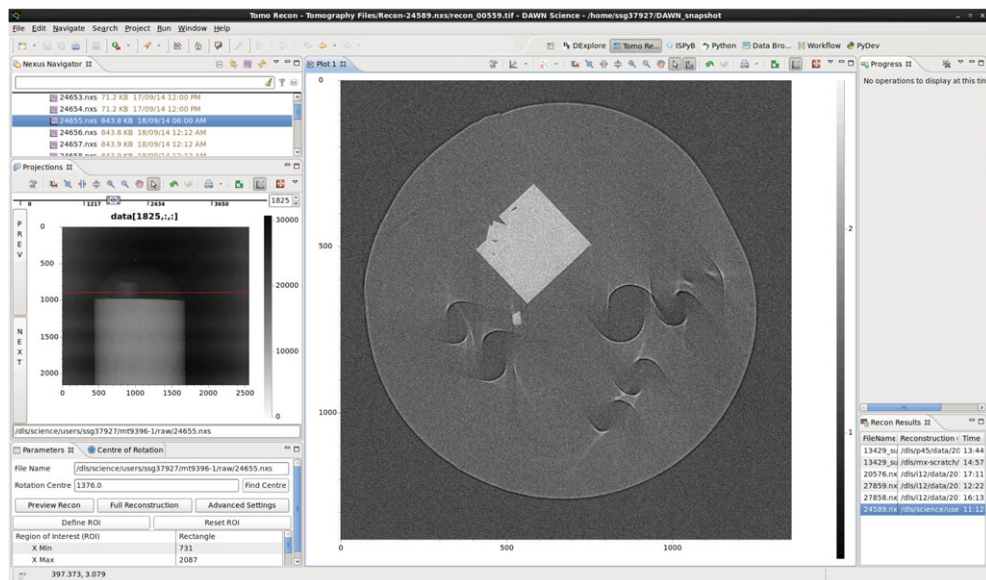 Tomo Recon - Tomography Files/Recon-24589.nxs/recon_00559.tif - DAWN Science - /home/ssg37927/DAWN_snapshot
File Edit Navigate Search Project Run Window Help
DExplore Tomo Re... ISPyB Python Data Bro... Workflow PyDev
Nexus Navigator
24653.nxs 71.2 KB 17/09/14 12:00 PM
24654.nxs 71.2 KB 17/09/14 12:00 PM
24655.nxs 843.8 KB 18/09/14 06:00 AM
24656.nxs 843.8 KB 18/09/14 12:12 AM
24657.nxs 843.9 KB 18/09/14 12:12 AM
Projections
0 1217 2434 3650 1825
data[1825,:,:]
PREV
NEXT
0
500
1000
1500
2000
0 500 1000 1500 2000 2500
30000
20000
10000
0
/dls/science/users/ssg37927/mt9396-1/raw/24655.nxs
Parameters Centre of Rotation
File Name /dls/science/users/ssg37927/mt9396-1/raw/24655.nxs
Rotation Centre 1376.0 Find Centre
Preview Recon Full Reconstruction Advanced Settings
Define ROI Reset ROI
Region of Interest (ROI) Rectangle
X Min 731
X Max 2087
397.373, 3.079
Plot 1
0
500
1000
0 500 1000
2
1
Progress
No operations to display at this tim
Recon Results
FileName Reconstruction Time
13429_su /dls/p45/data/20 13:44
13429_su /dls/mx-scratch/ 14:57
20576.nx /dls/i12/data/20 17:11
27859.nx /dls/i12/data/20 12:22
27858.nx /dls/i12/data/20 16:13
24589.nx /dls/science/use 11:12